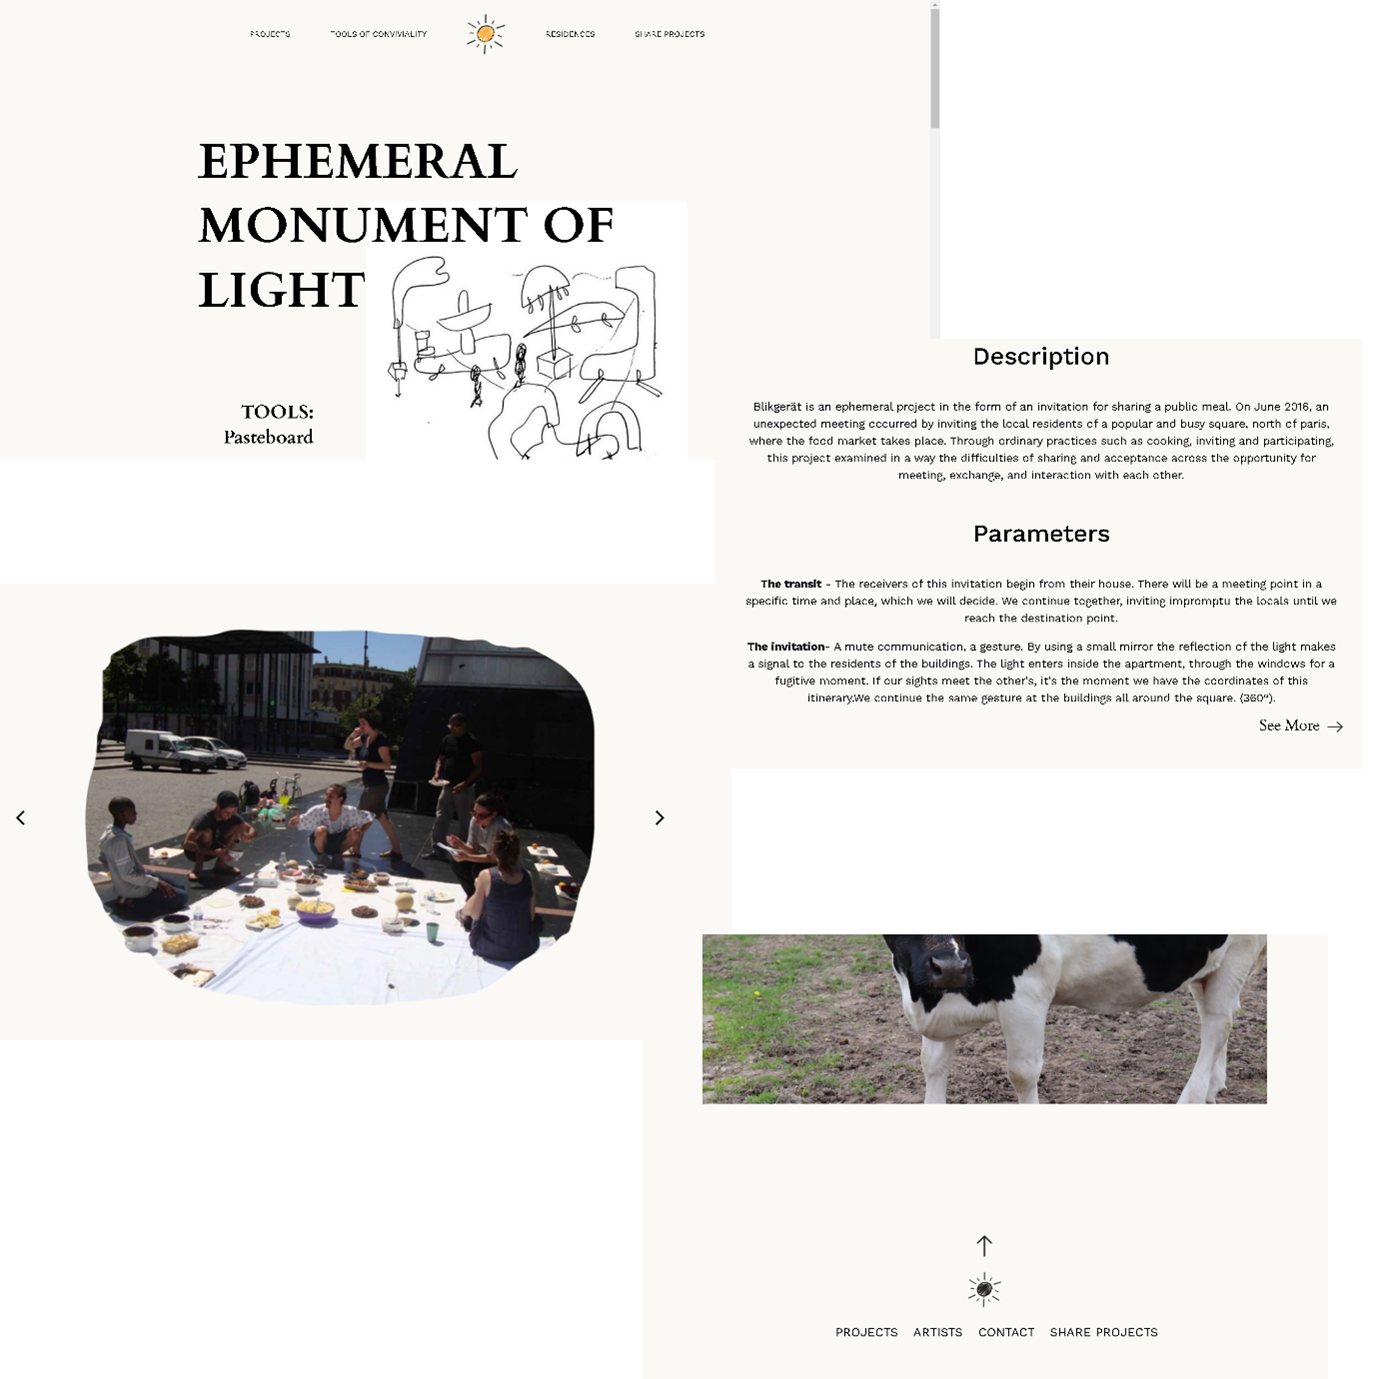 PROJECTS TOOLS OF CONVIVIALITY RESIDENCES SHARE PROJECTS
EPHEMERAL
MONUMENT OF
LIGHT
TOOLS:
Pasteboard
Description
Blikgerät is an ephemeral project in the form of an invitation for sharing a public meal. On June 2016, an
unexpected meeting occurred by inviting the local residents of a popular and busy square, north of paris,
where the food market takes place. Through ordinary practices such as cooking, inviting and participating,
this project examined in a way the difficulties of sharing and acceptance across the opportunity for
meeting, exchange, and interaction with each other.
Parameters
The transit - The receivers of this invitation begin from their house. There will be a meeting point in a
specific time and place, which we will decide. We continue together, inviting impromptu the locals until we
reach the destination point.
The invitation- A mute communication, a gesture. By using a small mirror the reflection of the light makes
a signal to the residents of the buildings. The light enters inside the apartment, through the windows for a
fugitive moment. If our sights meet the other's, it's the moment we have the coordinates of this
itinerary.We continue the same gesture at the buildings all around the square. (360°).
See More →
PROJECTS ARTISTS CONTACT SHARE PROJECTS